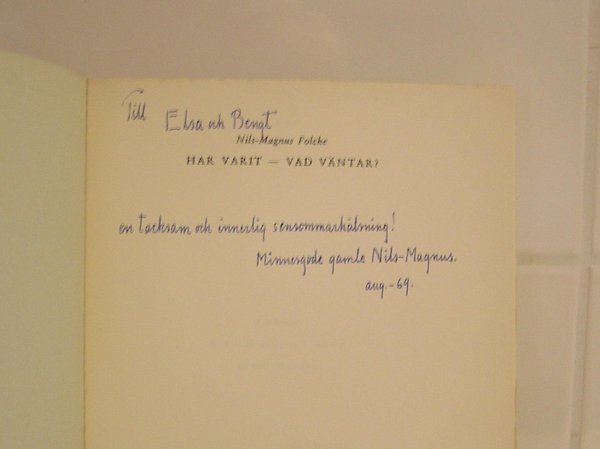 Till Elsa och Bengt
Nils-Magnus Folcke
HAR VARIT — VAD VÄNTAR?
en tacksam och innerlig sensommarhälsning!
Minnesgode gamle Nils-Magnus.
aug.-69.